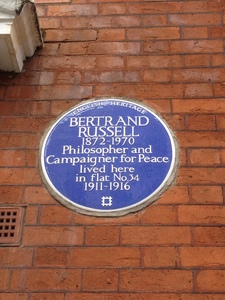 ENGLISH HERITAGE
BERTRAND
RUSSELL
1872-1970
Philosopher and
Campaigner for Peace
lived here
in flat No.34
1911-1916